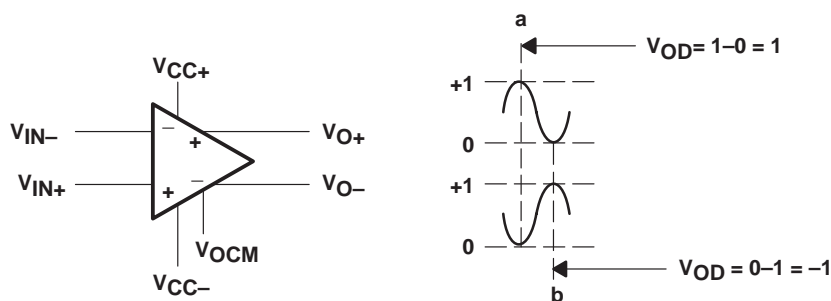 VCC+
VIN–
VO+
VIN+
VO–
VOCM
VCC–
–
+
+
–
a
VOD= 1–0 = 1
+1
0
+1
0
VOD = 0–1 = –1
b